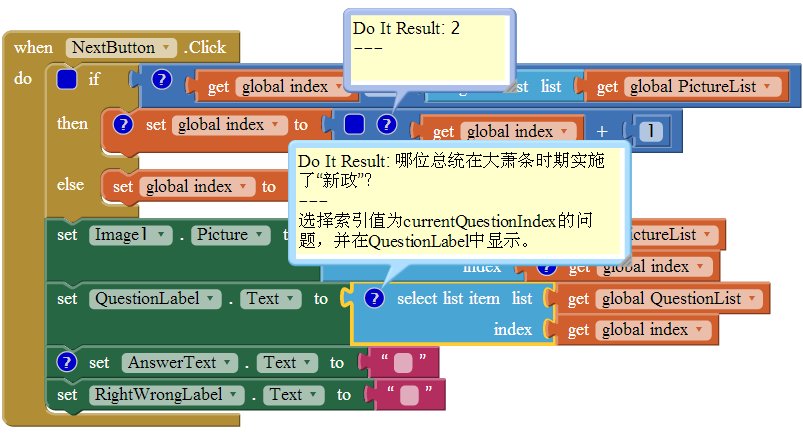 Do It Result: 2
---
when NextButton .Click
do if ? get global index list get global PictureList
then ? set global index to ? get global index + 1
Do It Result: 哪位总统在大萧条时期实施
了“新政”?
---
选择索引值为currentQuestionIndex的问
题，并在QuestionLabel中显示。
else set global index to
set Image1 . Picture
index ? get global index
set QuestionLabel . Text to ? select list item list get global QuestionList
index get global index
? set AnswerText . Text to “ ”
set RightWrongLabel . Text to “ ”